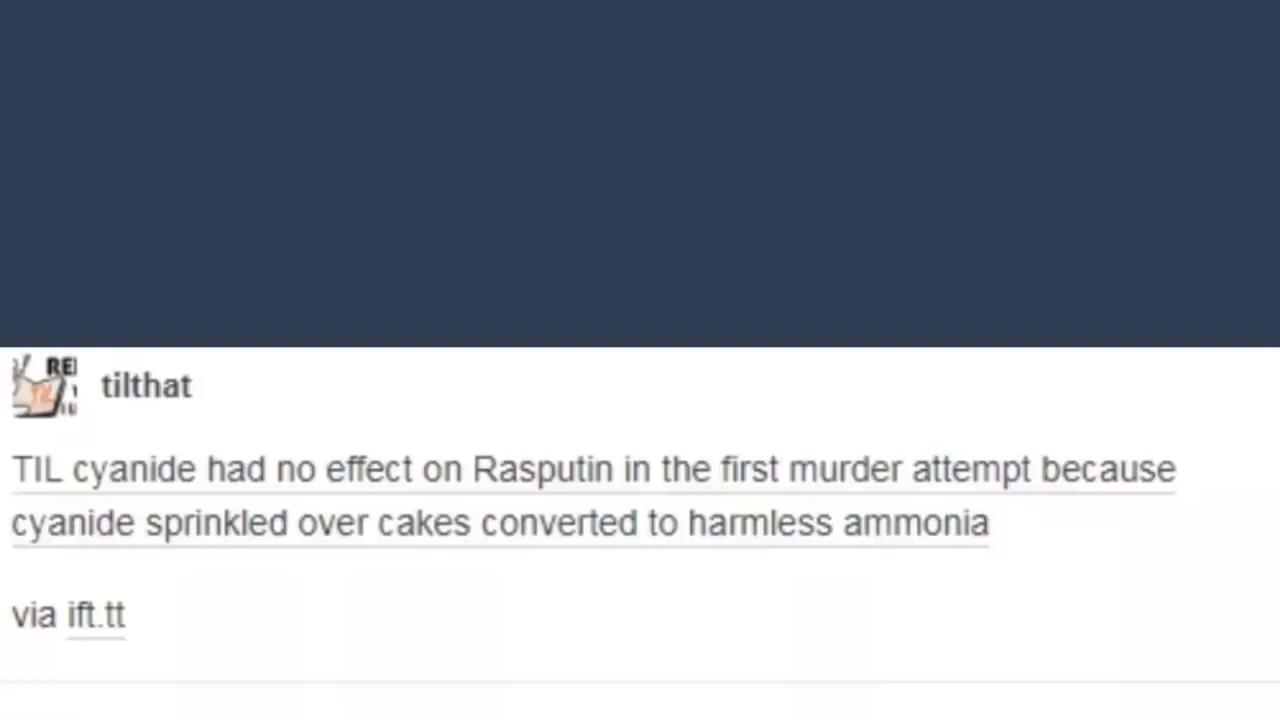 RE
tilthat
TIL cyanide had no effect on Rasputin in the first murder attempt because
cyanide sprinkled over cakes converted to harmless ammonia
via ift.tt